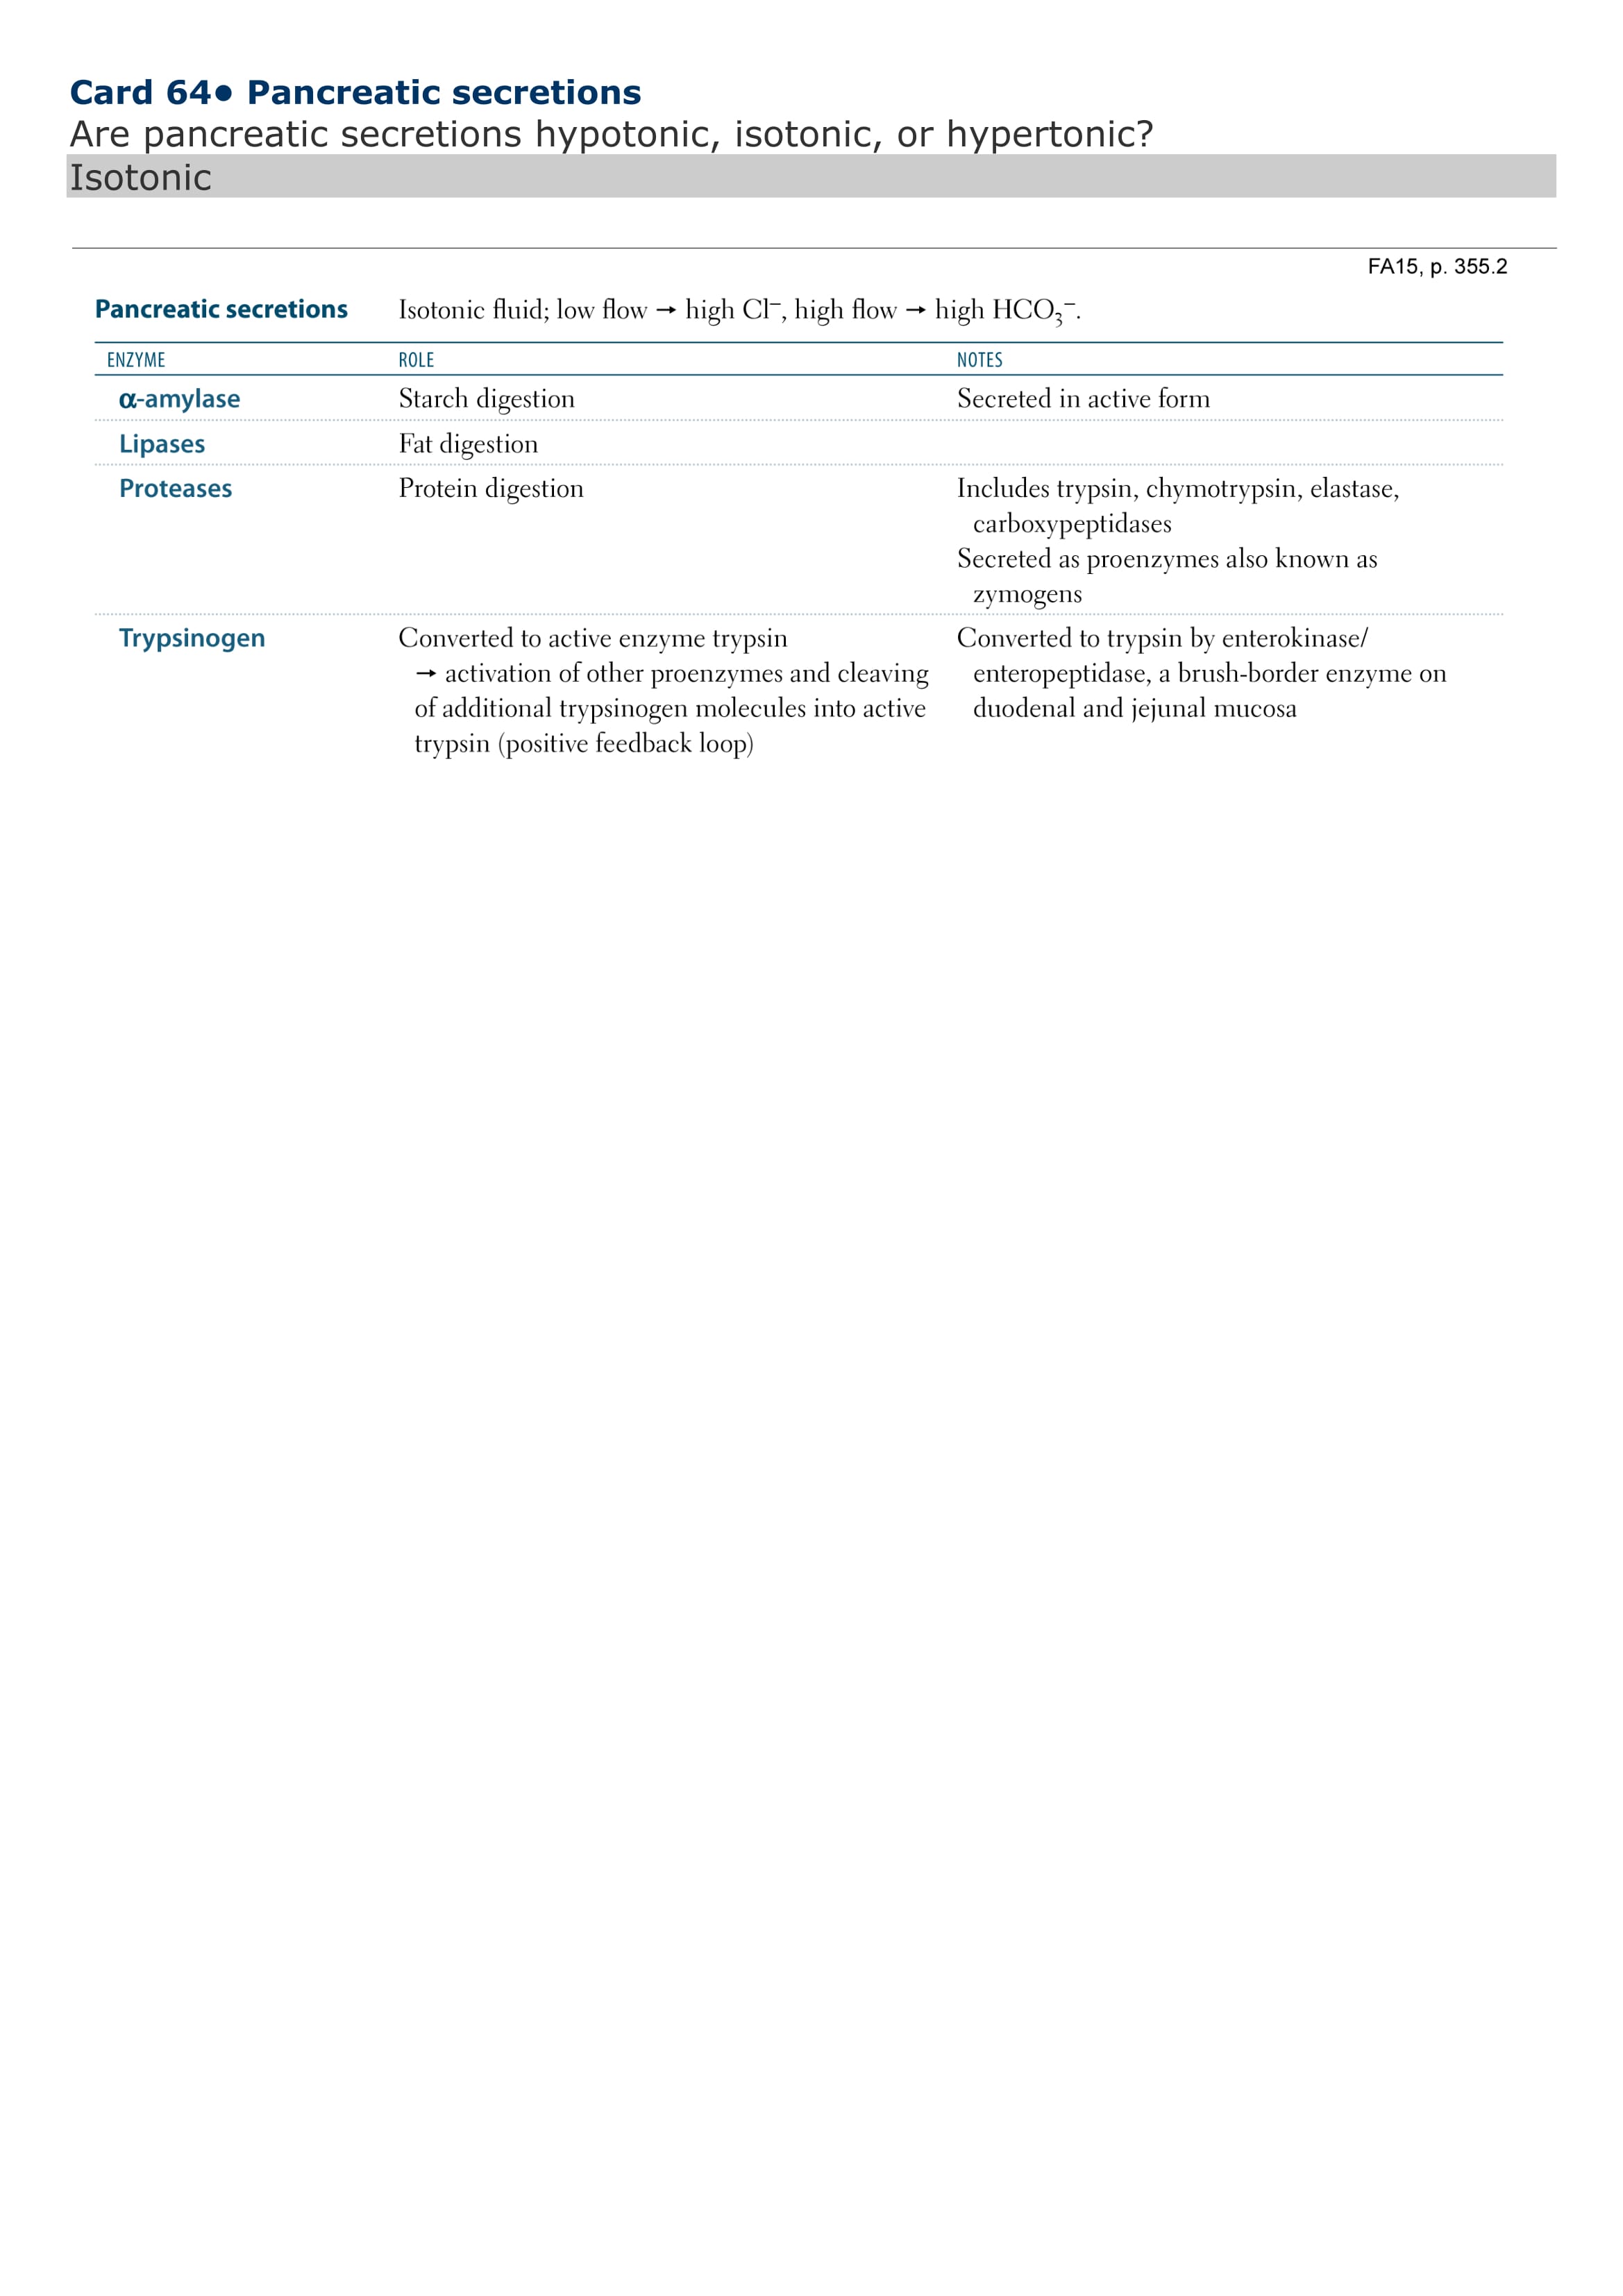 Card 64• Pancreatic secretions
Are pancreatic secretions hypotonic, isotonic, or hypertonic?
Isotonic
FA15, p. 355.2
Pancreatic secretions Isotonic fluid; low flow → high Cl⁻, high flow → high HCO₃⁻.
ENZYME ROLE NOTES
α-amylase Starch digestion Secreted in active form
Lipases Fat digestion
Proteases Protein digestion Includes trypsin, chymotrypsin, elastase,
carboxypeptidases
Secreted as proenzymes also known as
zymogens
Trypsinogen Converted to active enzyme trypsin Converted to trypsin by enterokinase/
→ activation of other proenzymes and cleaving enteropeptidase, a brush-border enzyme on
of additional trypsinogen molecules into active duodenal and jejunal mucosa
trypsin (positive feedback loop)